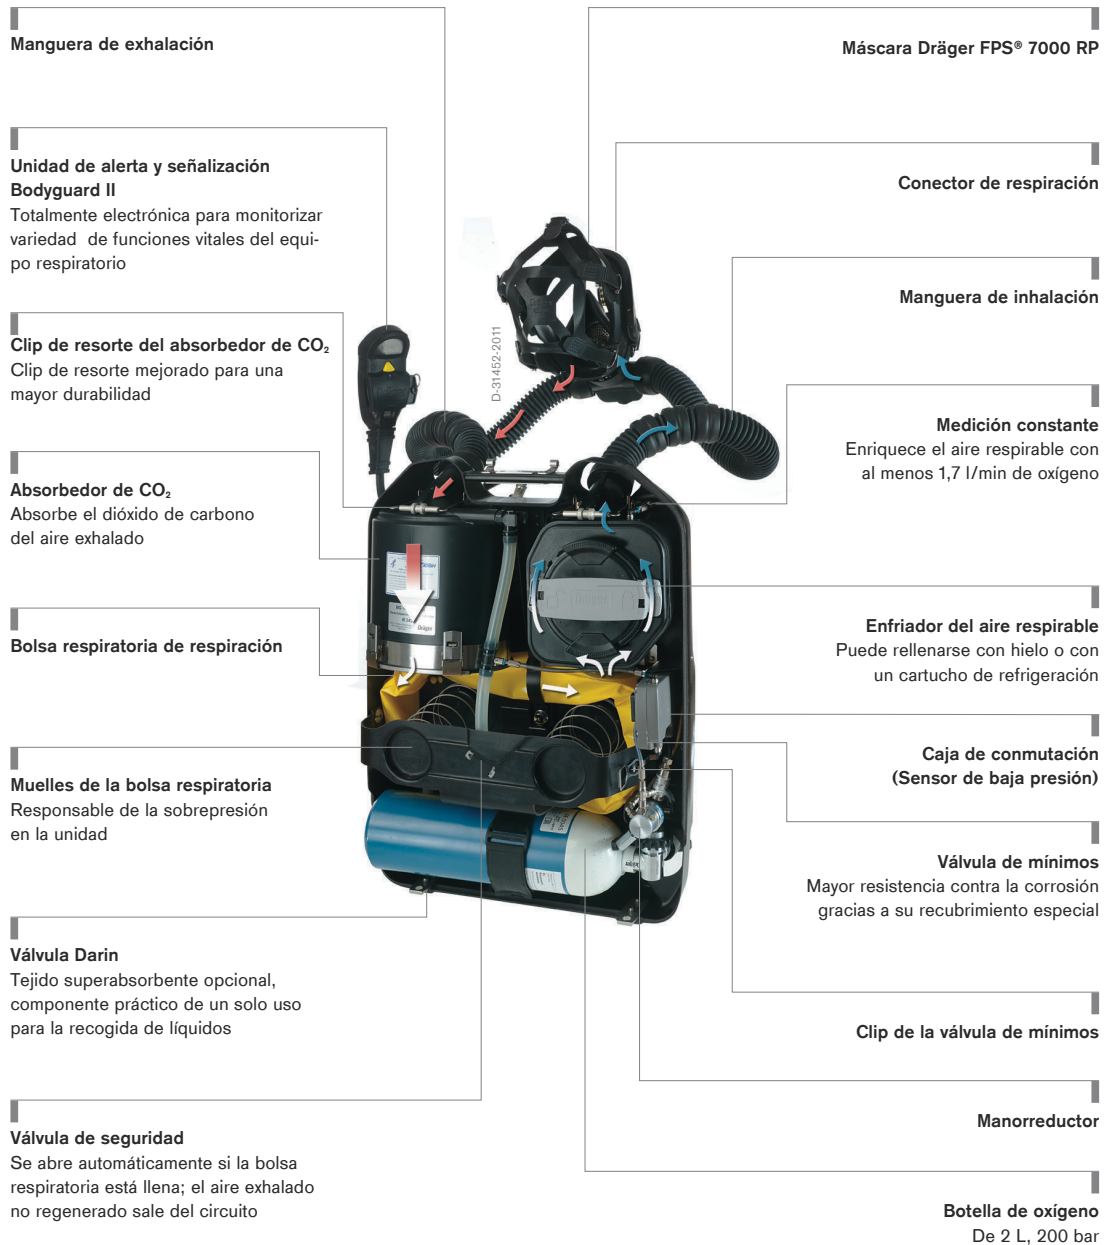 Manguera de exhalación
Unidad de alerta y señalización
Bodyguard II
Totalmente electrónica para monitorizar
variedad de funciones vitales del equi-
po respiratorio
Clip de resorte del absorbedor de CO₂
Clip de resorte mejorado para una
mayor durabilidad
Absorbedor de CO₂
Absorbe el dióxido de carbono
del aire exhalado
Bolsa respiratoria de respiración
Muelles de la bolsa respiratoria
Responsable de la sobrepresión
en la unidad
Válvula Darin
Tejido superabsorbente opcional,
componente práctico de un solo uso
para la recogida de líquidos
Válvula de seguridad
Se abre automáticamente si la bolsa
respiratoria está llena; el aire exhalado
no regenerado sale del circuito
D-31452-2011
Dräger
Dräger
Máscara Dräger FPS® 7000 RP
Conector de respiración
Manguera de inhalación
Medición constante
Enriquece el aire respirable con
al menos 1,7 l/min de oxígeno
Enfriador del aire respirable
Puede rellenarse con hielo o con
un cartucho de refrigeración
Caja de conmutación
(Sensor de baja presión)
Válvula de mínimos
Mayor resistencia contra la corrosión
gracias a su recubrimiento especial
Clip de la válvula de mínimos
Manorreductor
Botella de oxígeno
De 2 L, 200 bar